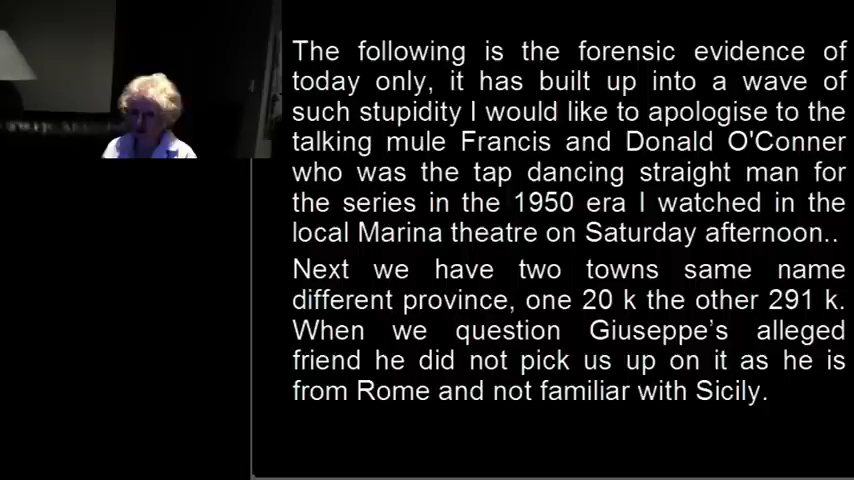 The following is the forensic evidence of
today only, it has built up into a wave of
such stupidity I would like to apologise to the
talking mule Francis and Donald O'Conner
who was the tap dancing straight man for
the series in the 1950 era I watched in the
local Marina theatre on Saturday afternoon..
Next we have two towns same name
different province, one 20 k the other 291 k.
When we question Giuseppe’s alleged
friend he did not pick us up on it as he is
from Rome and not familiar with Sicily.